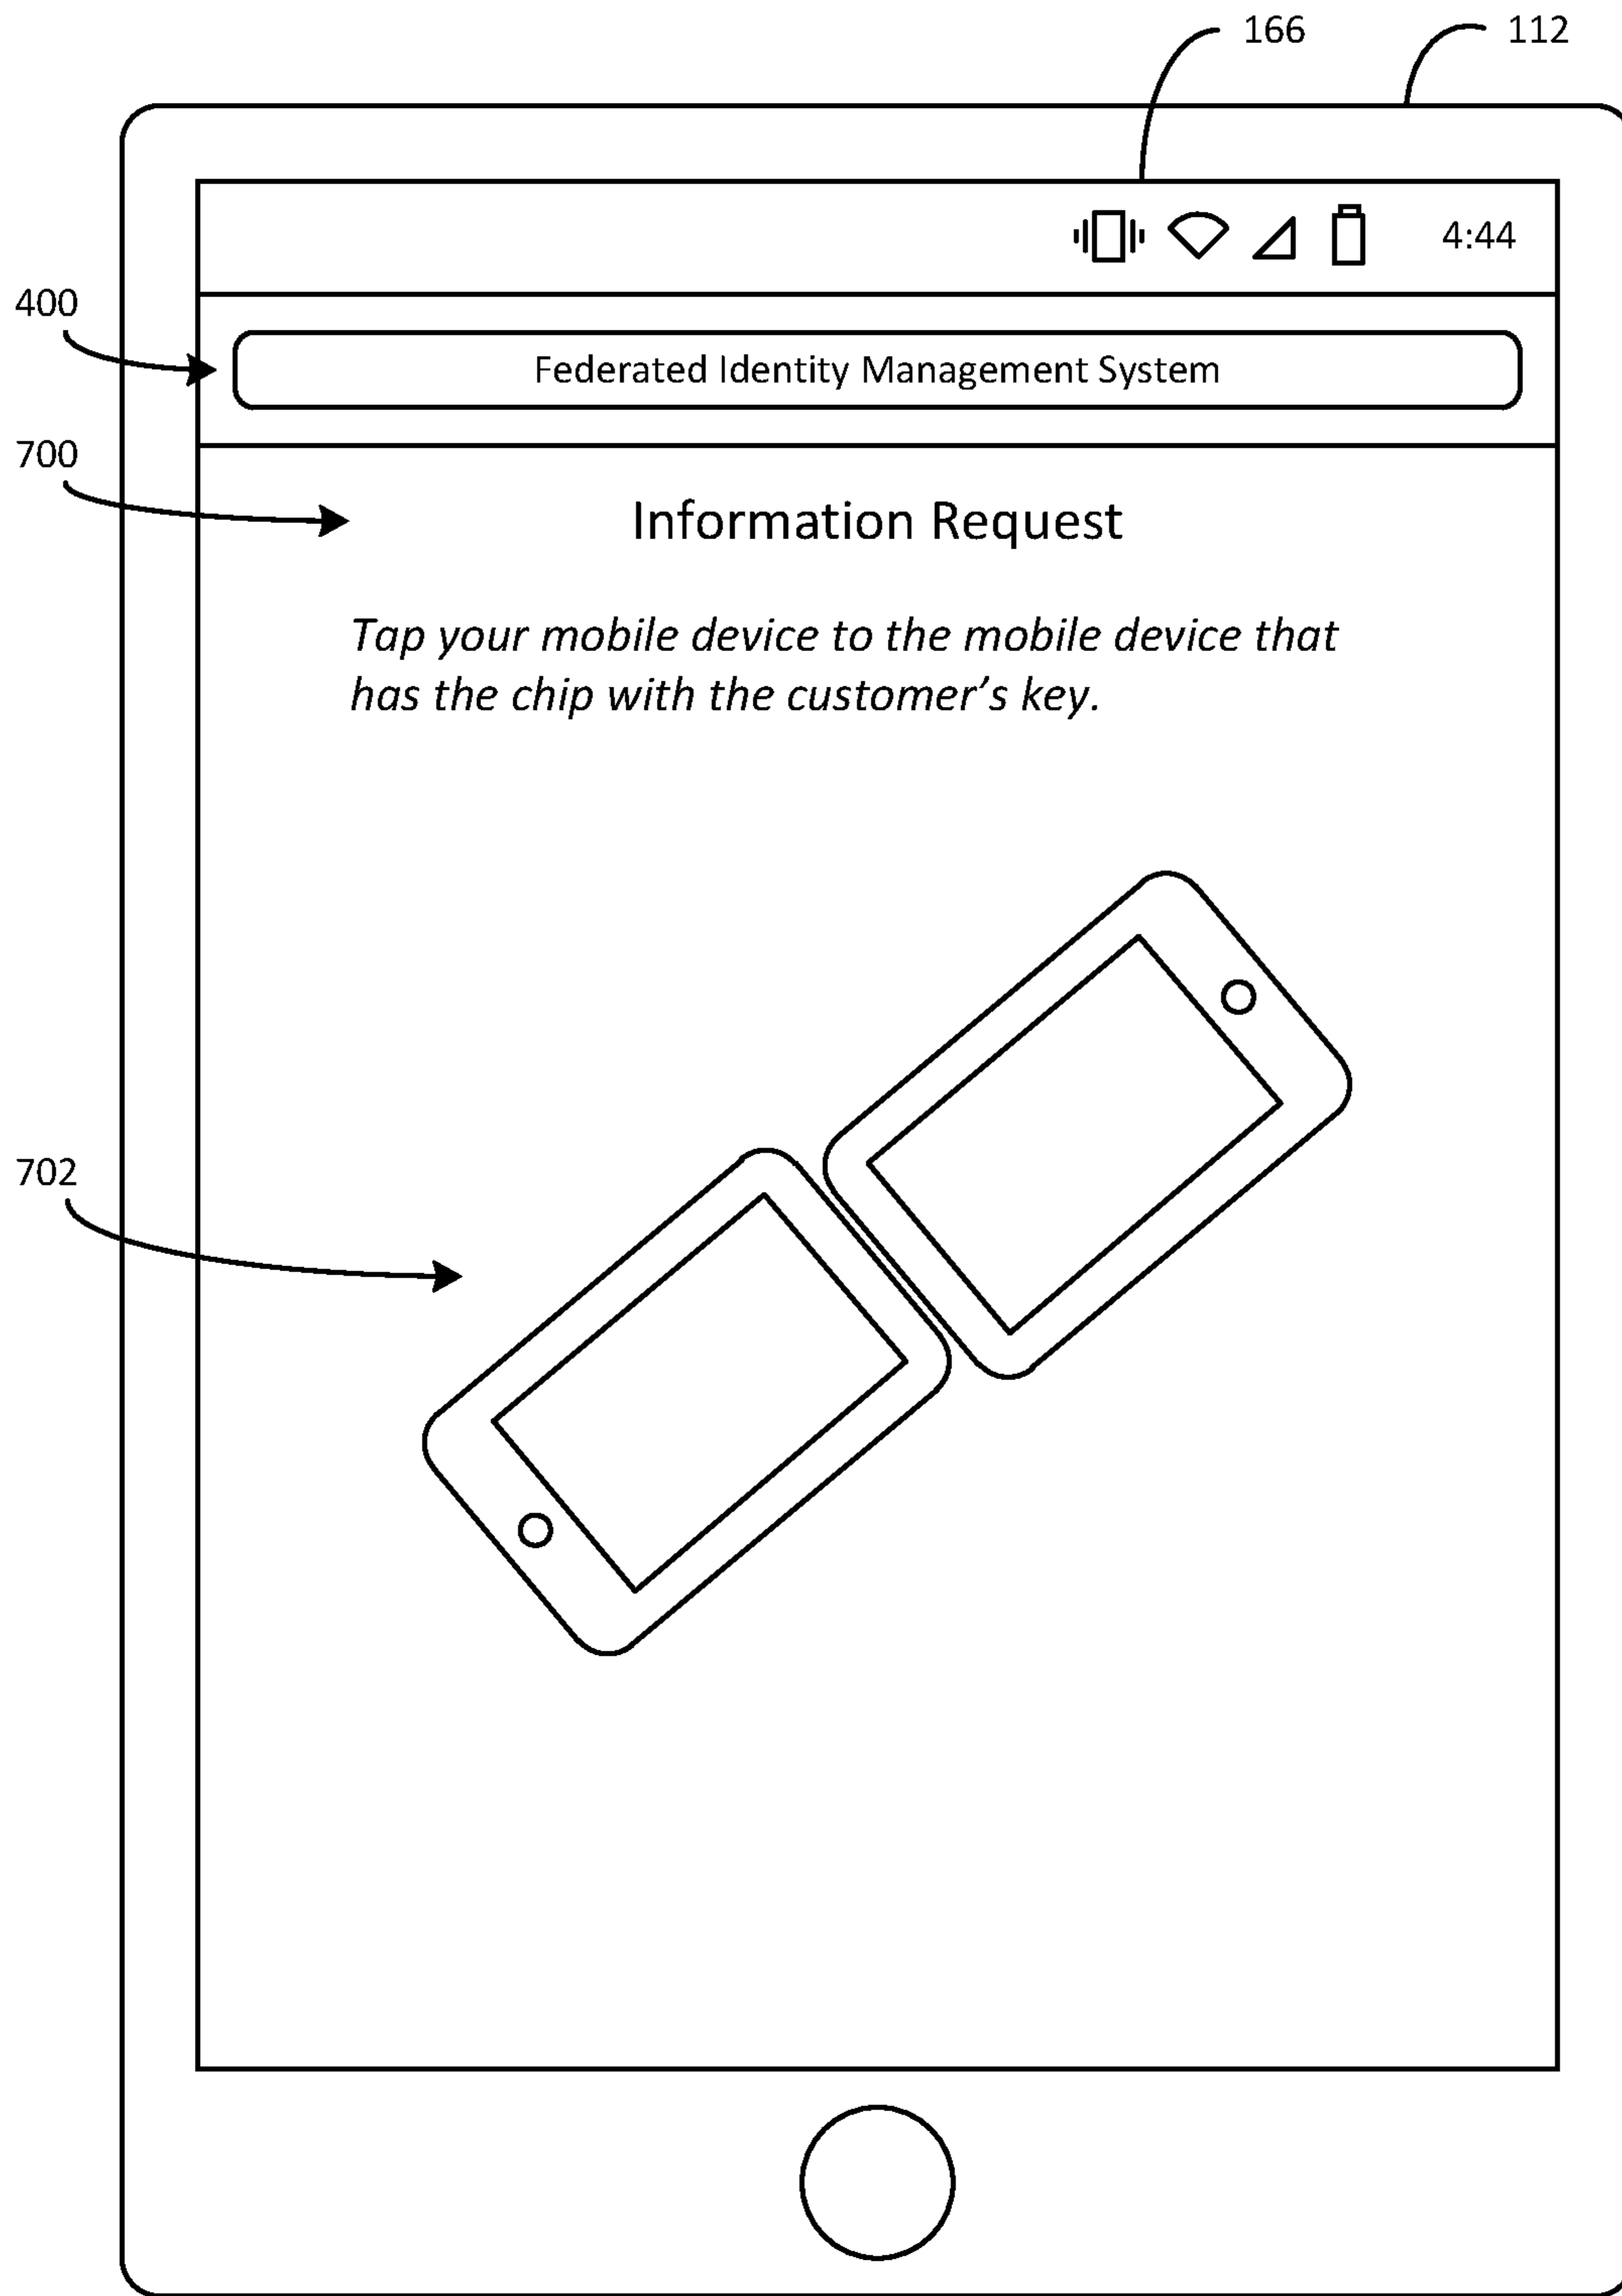 166
112
4:44
400
Federated Identity Management System
700
Information Request
Tap your mobile device to the mobile device that
has the chip with the customer’s key.
702